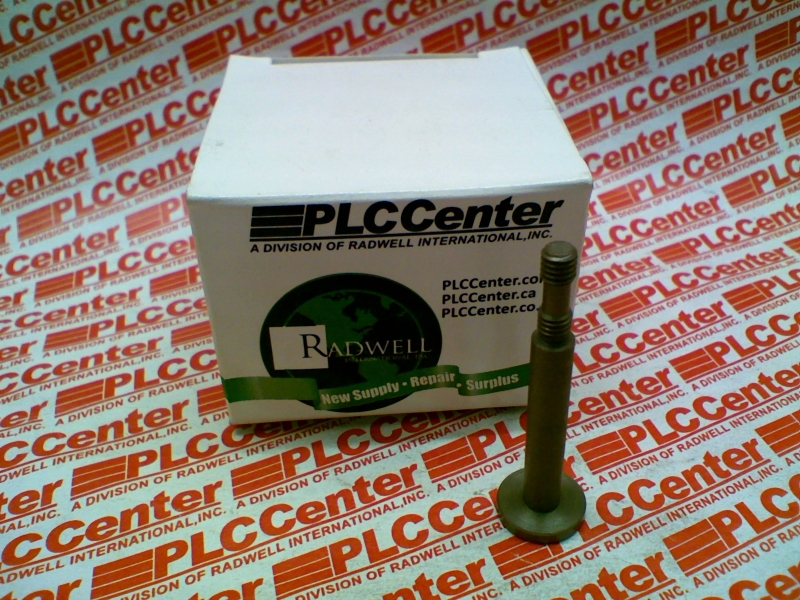 PLCCenter
A DIVISION OF RADWELL INTERNATIONAL, INC.
PLCCenter.co
PLCCenter.ca
PLCCenter.co
RADWELL
New Supply • Repair • Surplus
PLCCenter
A DIVISION OF RADWELL INTERNATIONAL, INC.